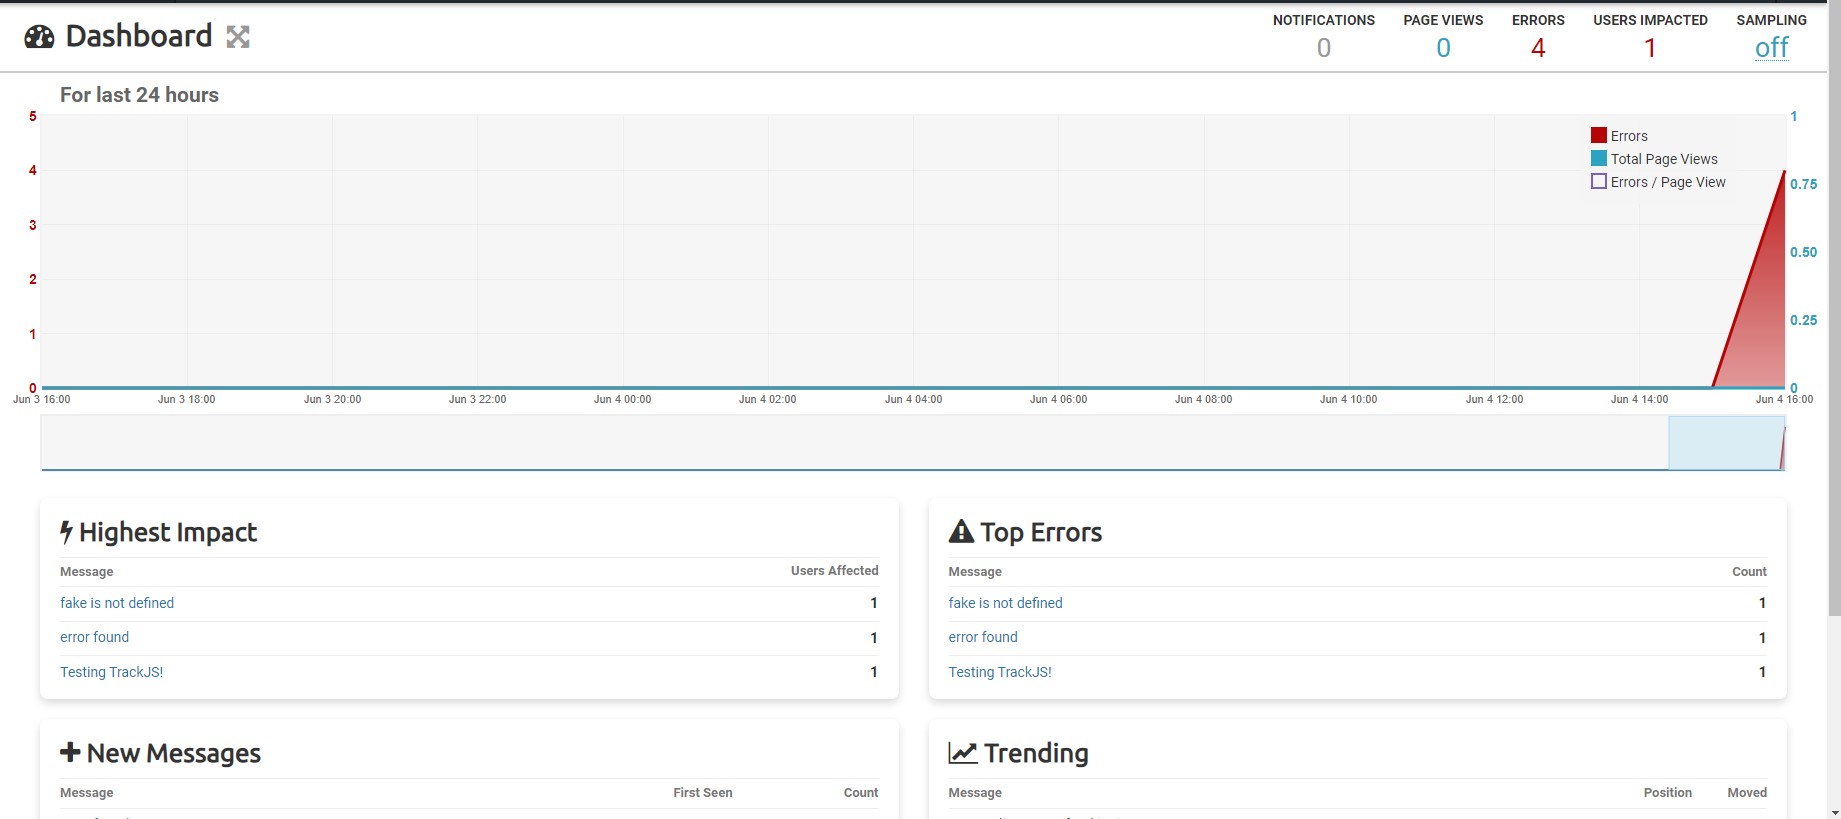 Dashboard
NOTIFICATIONS PAGE VIEWS ERRORS USERS IMPACTED SAMPLING
0 0 4 1 off
For last 24 hours
5 1
Errors
Total Page Views
4
Errors / Page View 0.75
3
0.50
2
0.25
1
0 0
Jun 3 16:00 Jun 3 18:00 Jun 3 20:00 Jun 3 22:00 Jun 4 00:00 Jun 4 02:00 Jun 4 04:00 Jun 4 06:00 Jun 4 08:00 Jun 4 10:00 Jun 4 12:00 Jun 4 14:00 Jun 4 16:00
Highest Impact
Message Users Affected
fake is not defined 1
error found 1
Testing TrackJS! 1
Top Errors
Message Count
fake is not defined 1
error found 1
Testing TrackJS! 1
New Messages
Message First Seen Count
Trending
Message Position Moved